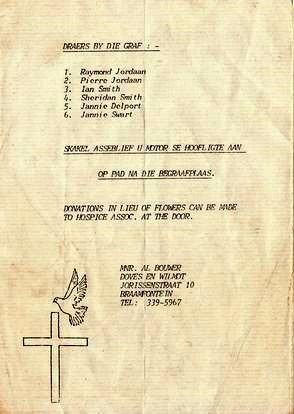 DRAERS BY DIE GRAF : -
1. Raymond Jordaan
2. Pierre Jordaan
3. Ian Smith
4. Sheridan Smith
5. Jannie Delport
6. Jannie Swart
SKAKEL ASSEBLIEF U MOTOR SE HOOFLIGTE AAN
OP PAD NA DIE BEGRAAFPLAAS.
DONATIONS IN LIEU OF FLOWERS CAN BE MADE
TO HOSPICE ASSOC. AT THE DOOR.
MNR. AL BOUWER
DOVES EN WILMOT
JORISSENSTRAAT 10
BRAAMFONTEIN
TEL: 339-5967